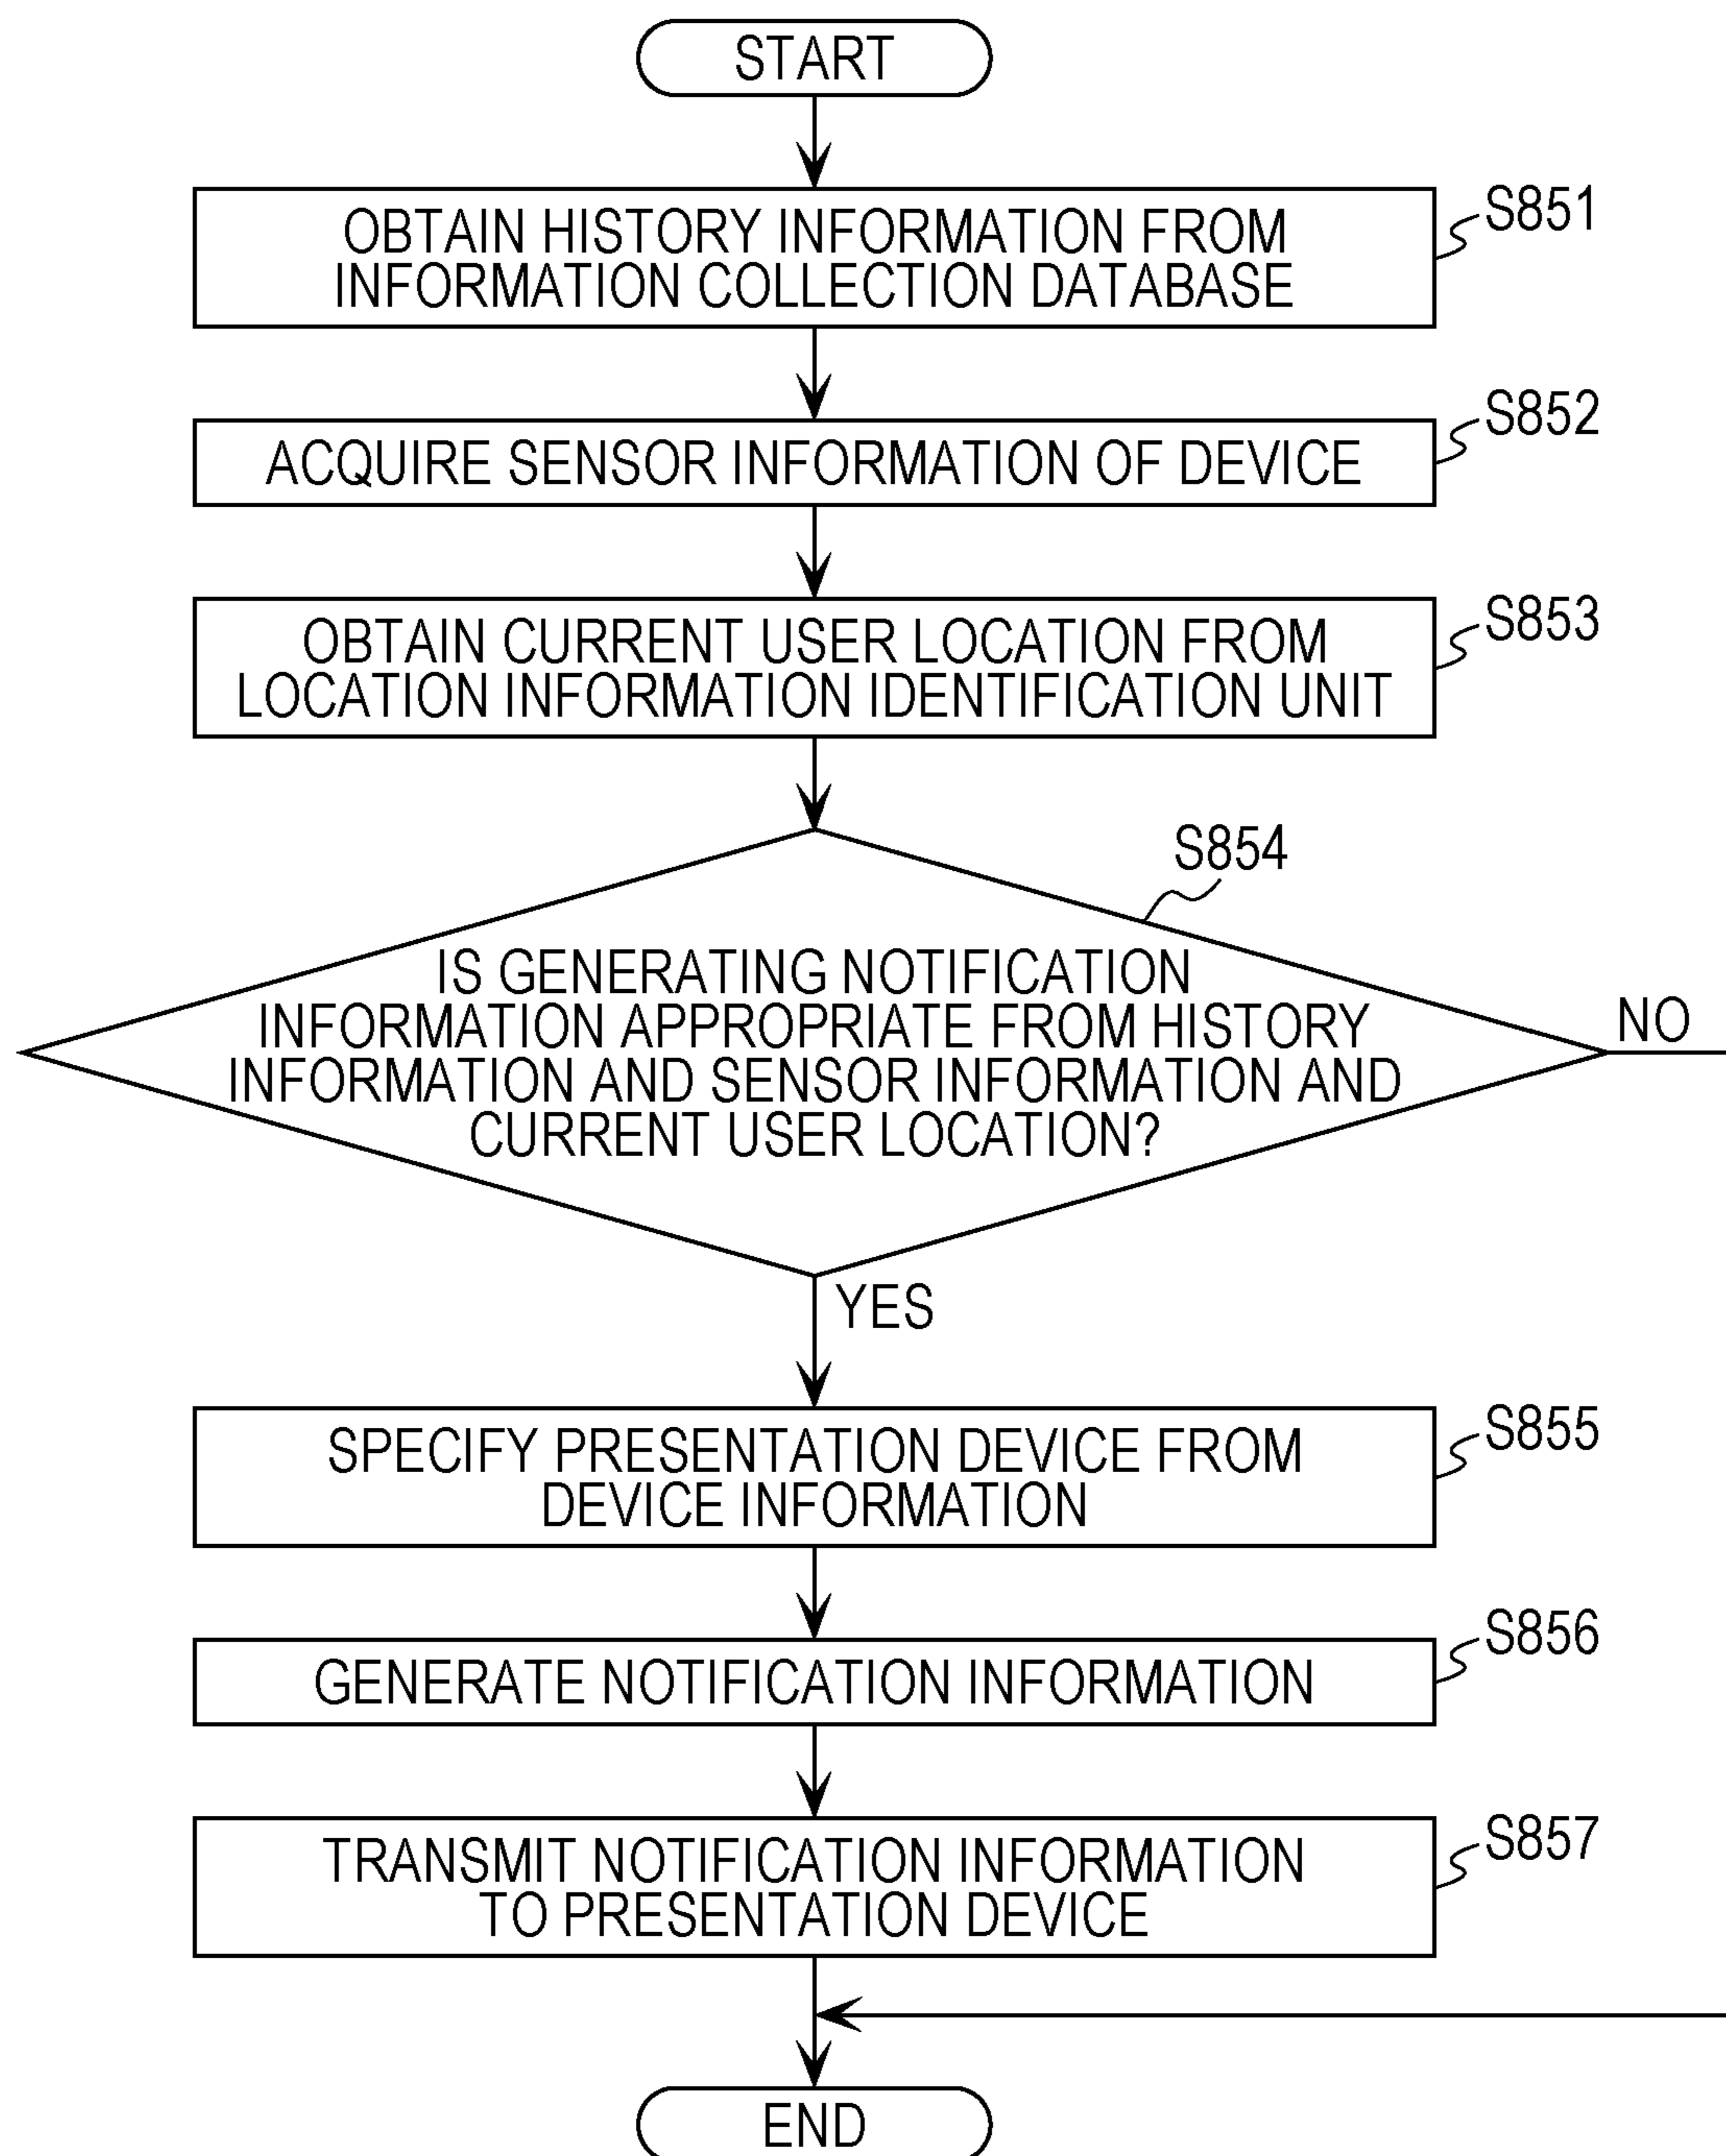 START
OBTAIN HISTORY INFORMATION FROM
INFORMATION COLLECTION DATABASE
S851
ACQUIRE SENSOR INFORMATION OF DEVICE
S852
OBTAIN CURRENT USER LOCATION FROM
LOCATION INFORMATION IDENTIFICATION UNIT
S853
S854
IS GENERATING NOTIFICATION
INFORMATION APPROPRIATE FROM HISTORY
INFORMATION AND SENSOR INFORMATION AND
CURRENT USER LOCATION?
NO
YES
SPECIFY PRESENTATION DEVICE FROM
DEVICE INFORMATION
S855
GENERATE NOTIFICATION INFORMATION
S856
TRANSMIT NOTIFICATION INFORMATION
TO PRESENTATION DEVICE
S857
END